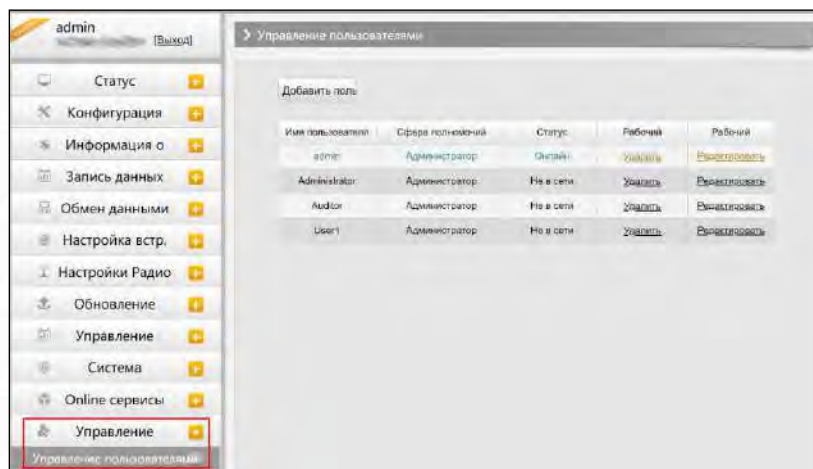 admin
[Выход]
Статус
Конфигурация
Информация о
Запись данных
Обмен данными
Настройка встр.
Настройки Радио
Обновление
Управление
Система
Online сервисы
Управление
Управление пользователями
Управление пользователями
Добавить поль
Имя пользователя Сфера полномочий Статус Рабочий Рабочий
admin Администратор Онлайн Удалить Редактировать
Administrator Администратор Не в сети Удалить Редактировать
Auditor Администратор Не в сети Удалить Редактировать
User1 Администратор Не в сети Удалить Редактировать